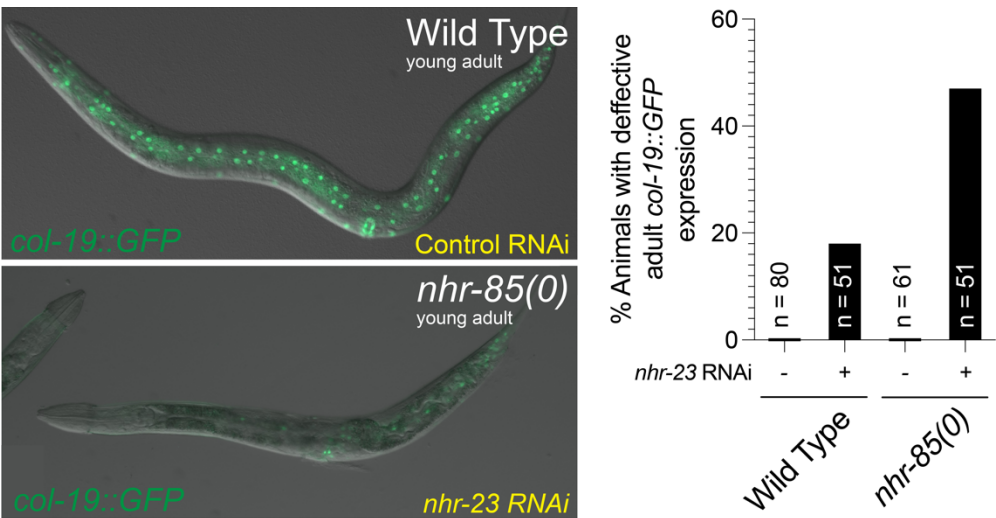 Wild Type
young adult
col-19::GFP
Control RNAi
nhr-85(0)
young adult
col-19::GFP
nhr-23 RNAi
% Animals with deffective
adult col-19::GFP
expression
60
40
20
0
n = 80
n = 51
n = 61
n = 51
nhr-23 RNAi - + - +
Wild Type
nhr-85(0)